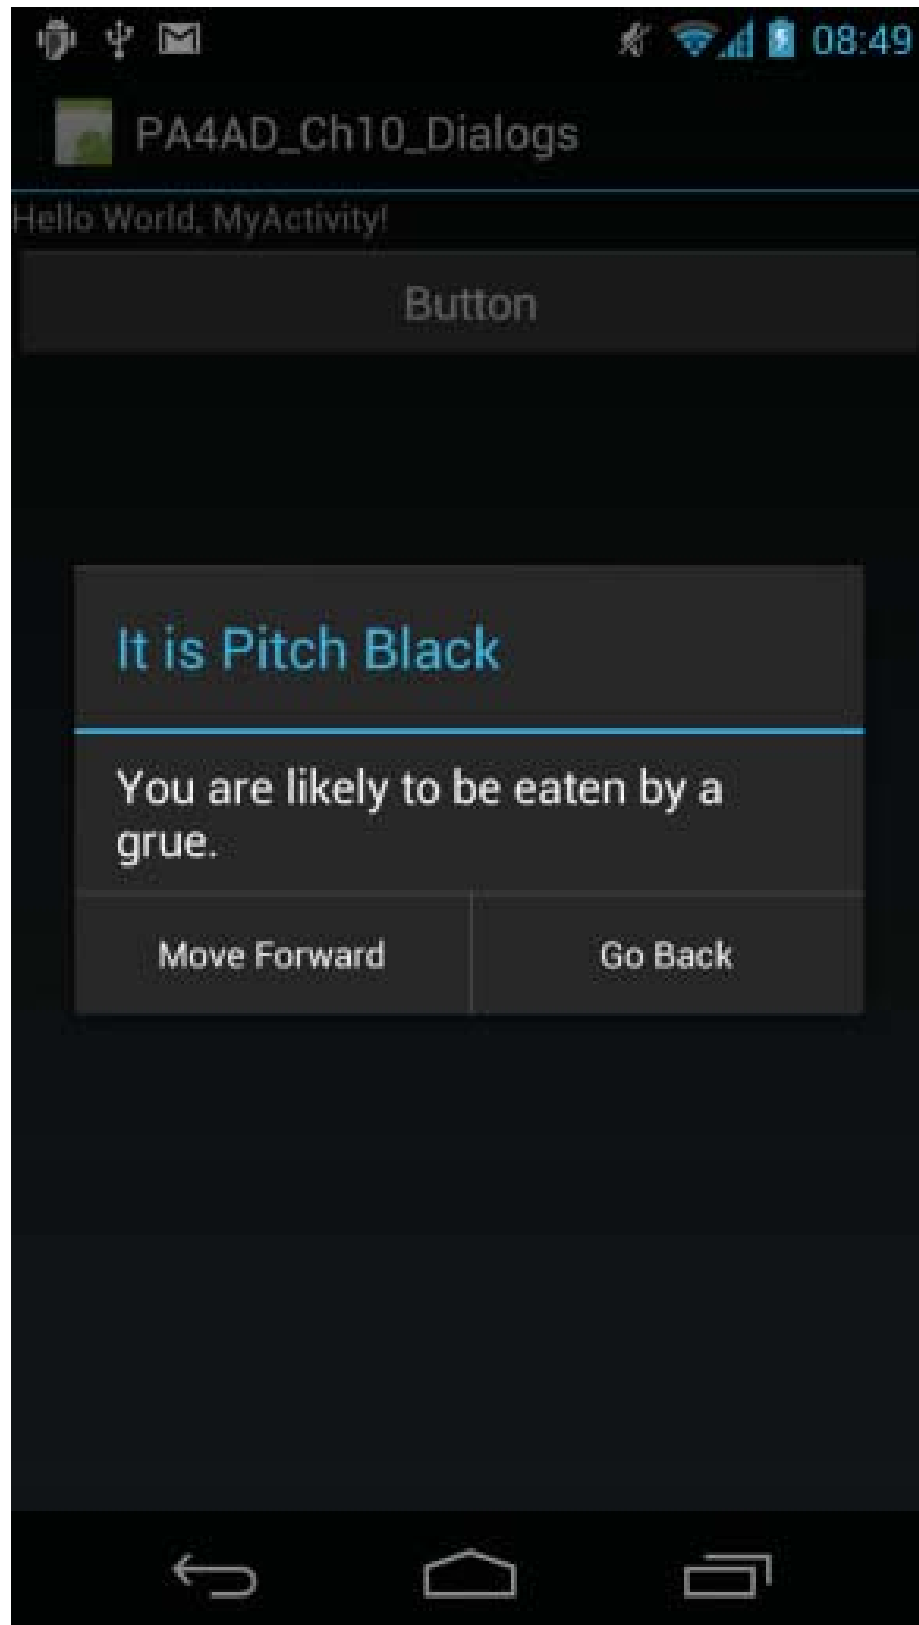 08:49
PA4AD_Ch10_Dialogs
Hello World, MyActivity!
Button
It is Pitch Black
You are likely to be eaten by a
grue.
Move Forward
Go Back